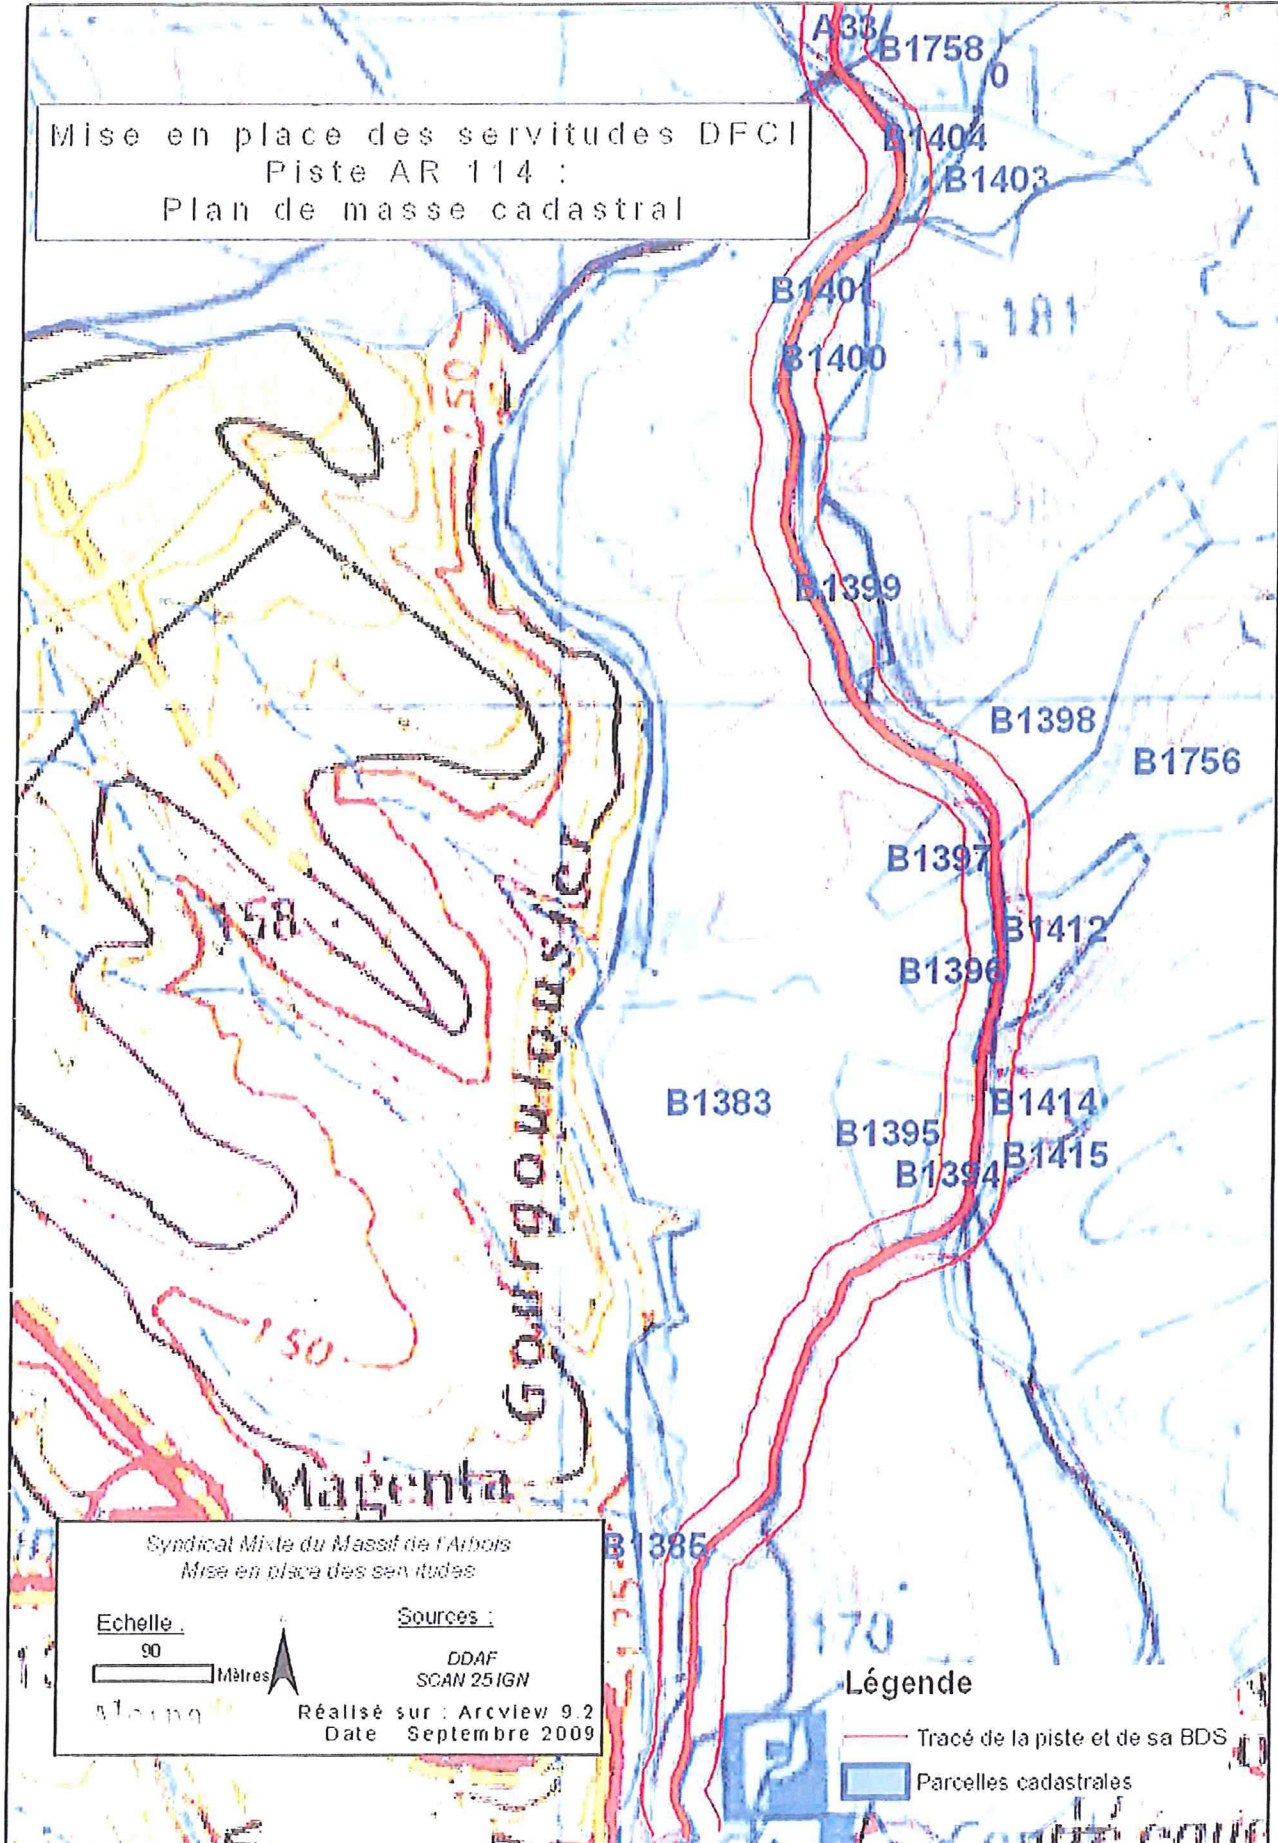 A33
B1758
0
Mise en place des servitudes DFCI
Piste AR 114 :
Plan de masse cadastral
B1404
B1403
B1401
181
B1400
150
B1399
B1398
B1756
B1397
158
B1412
B1396
Gourgoulousier
B1383
B1414
B1395
B1415
B1394
150
Magenta
B1385
170
Syndicat Mixte du Massif de l'Arbois
Mise en place des servitudes
Echelle :
90
Mètres
Sources :
DDAF
SCAN 25 IGN
Réalisé sur : Arcview 9.2
Date Septembre 2009
Légende
Tracé de la piste et de sa BDS
Parcelles cadastrales